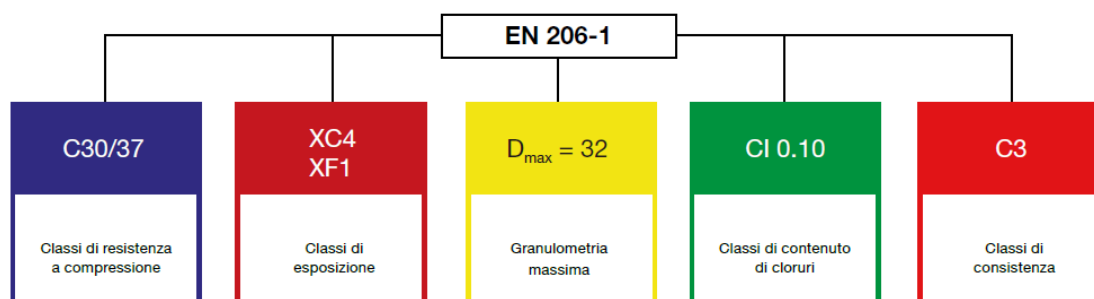 EN 206-1
C30/37
XC4
XF1
Dmax = 32
CI 0.10
C3
Classi di resistenza
a compressione
Classi di
esposizione
Granulometria
massima
Classi di contenuto
di cloruri
Classi di
consistenza